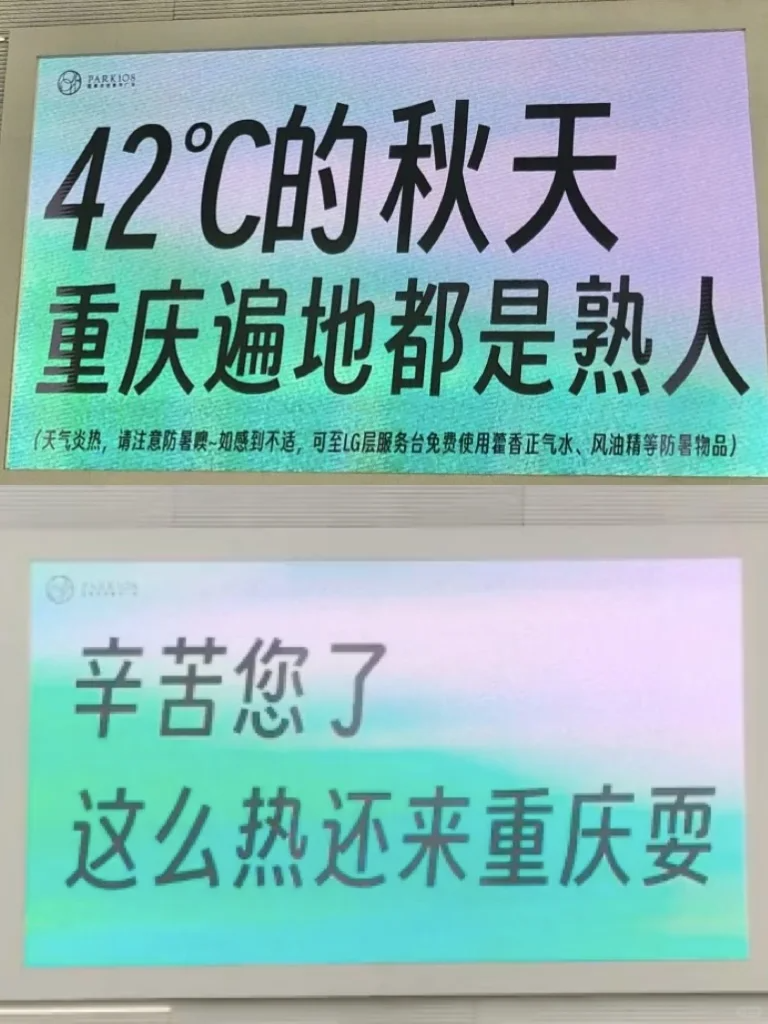 PARK108
42℃的秋天
重庆遍地都是熟人
(天气炎热，请注意防暑噢~如感到不适，可至LG层服务台免费使用藿香正气水、风油精等防暑物品)
PARK108
辛苦您了
这么热还来重庆耍